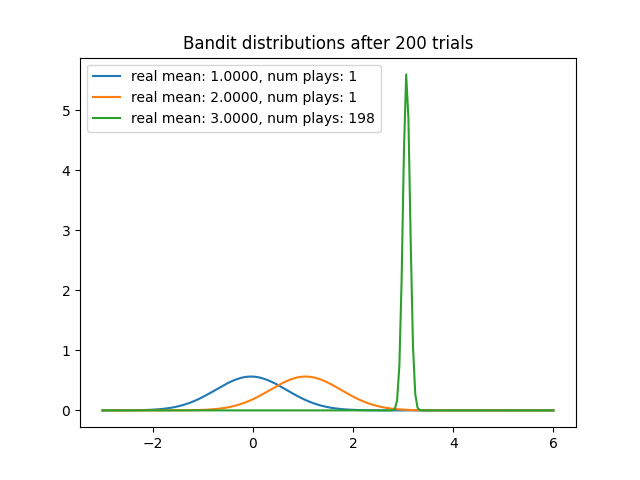 Bandit distributions after 200 trials
real mean: 1.0000, num plays: 1
real mean: 2.0000, num plays: 1
real mean: 3.0000, num plays: 198
5
4
3
2
1
0
−2 0 2 4 6